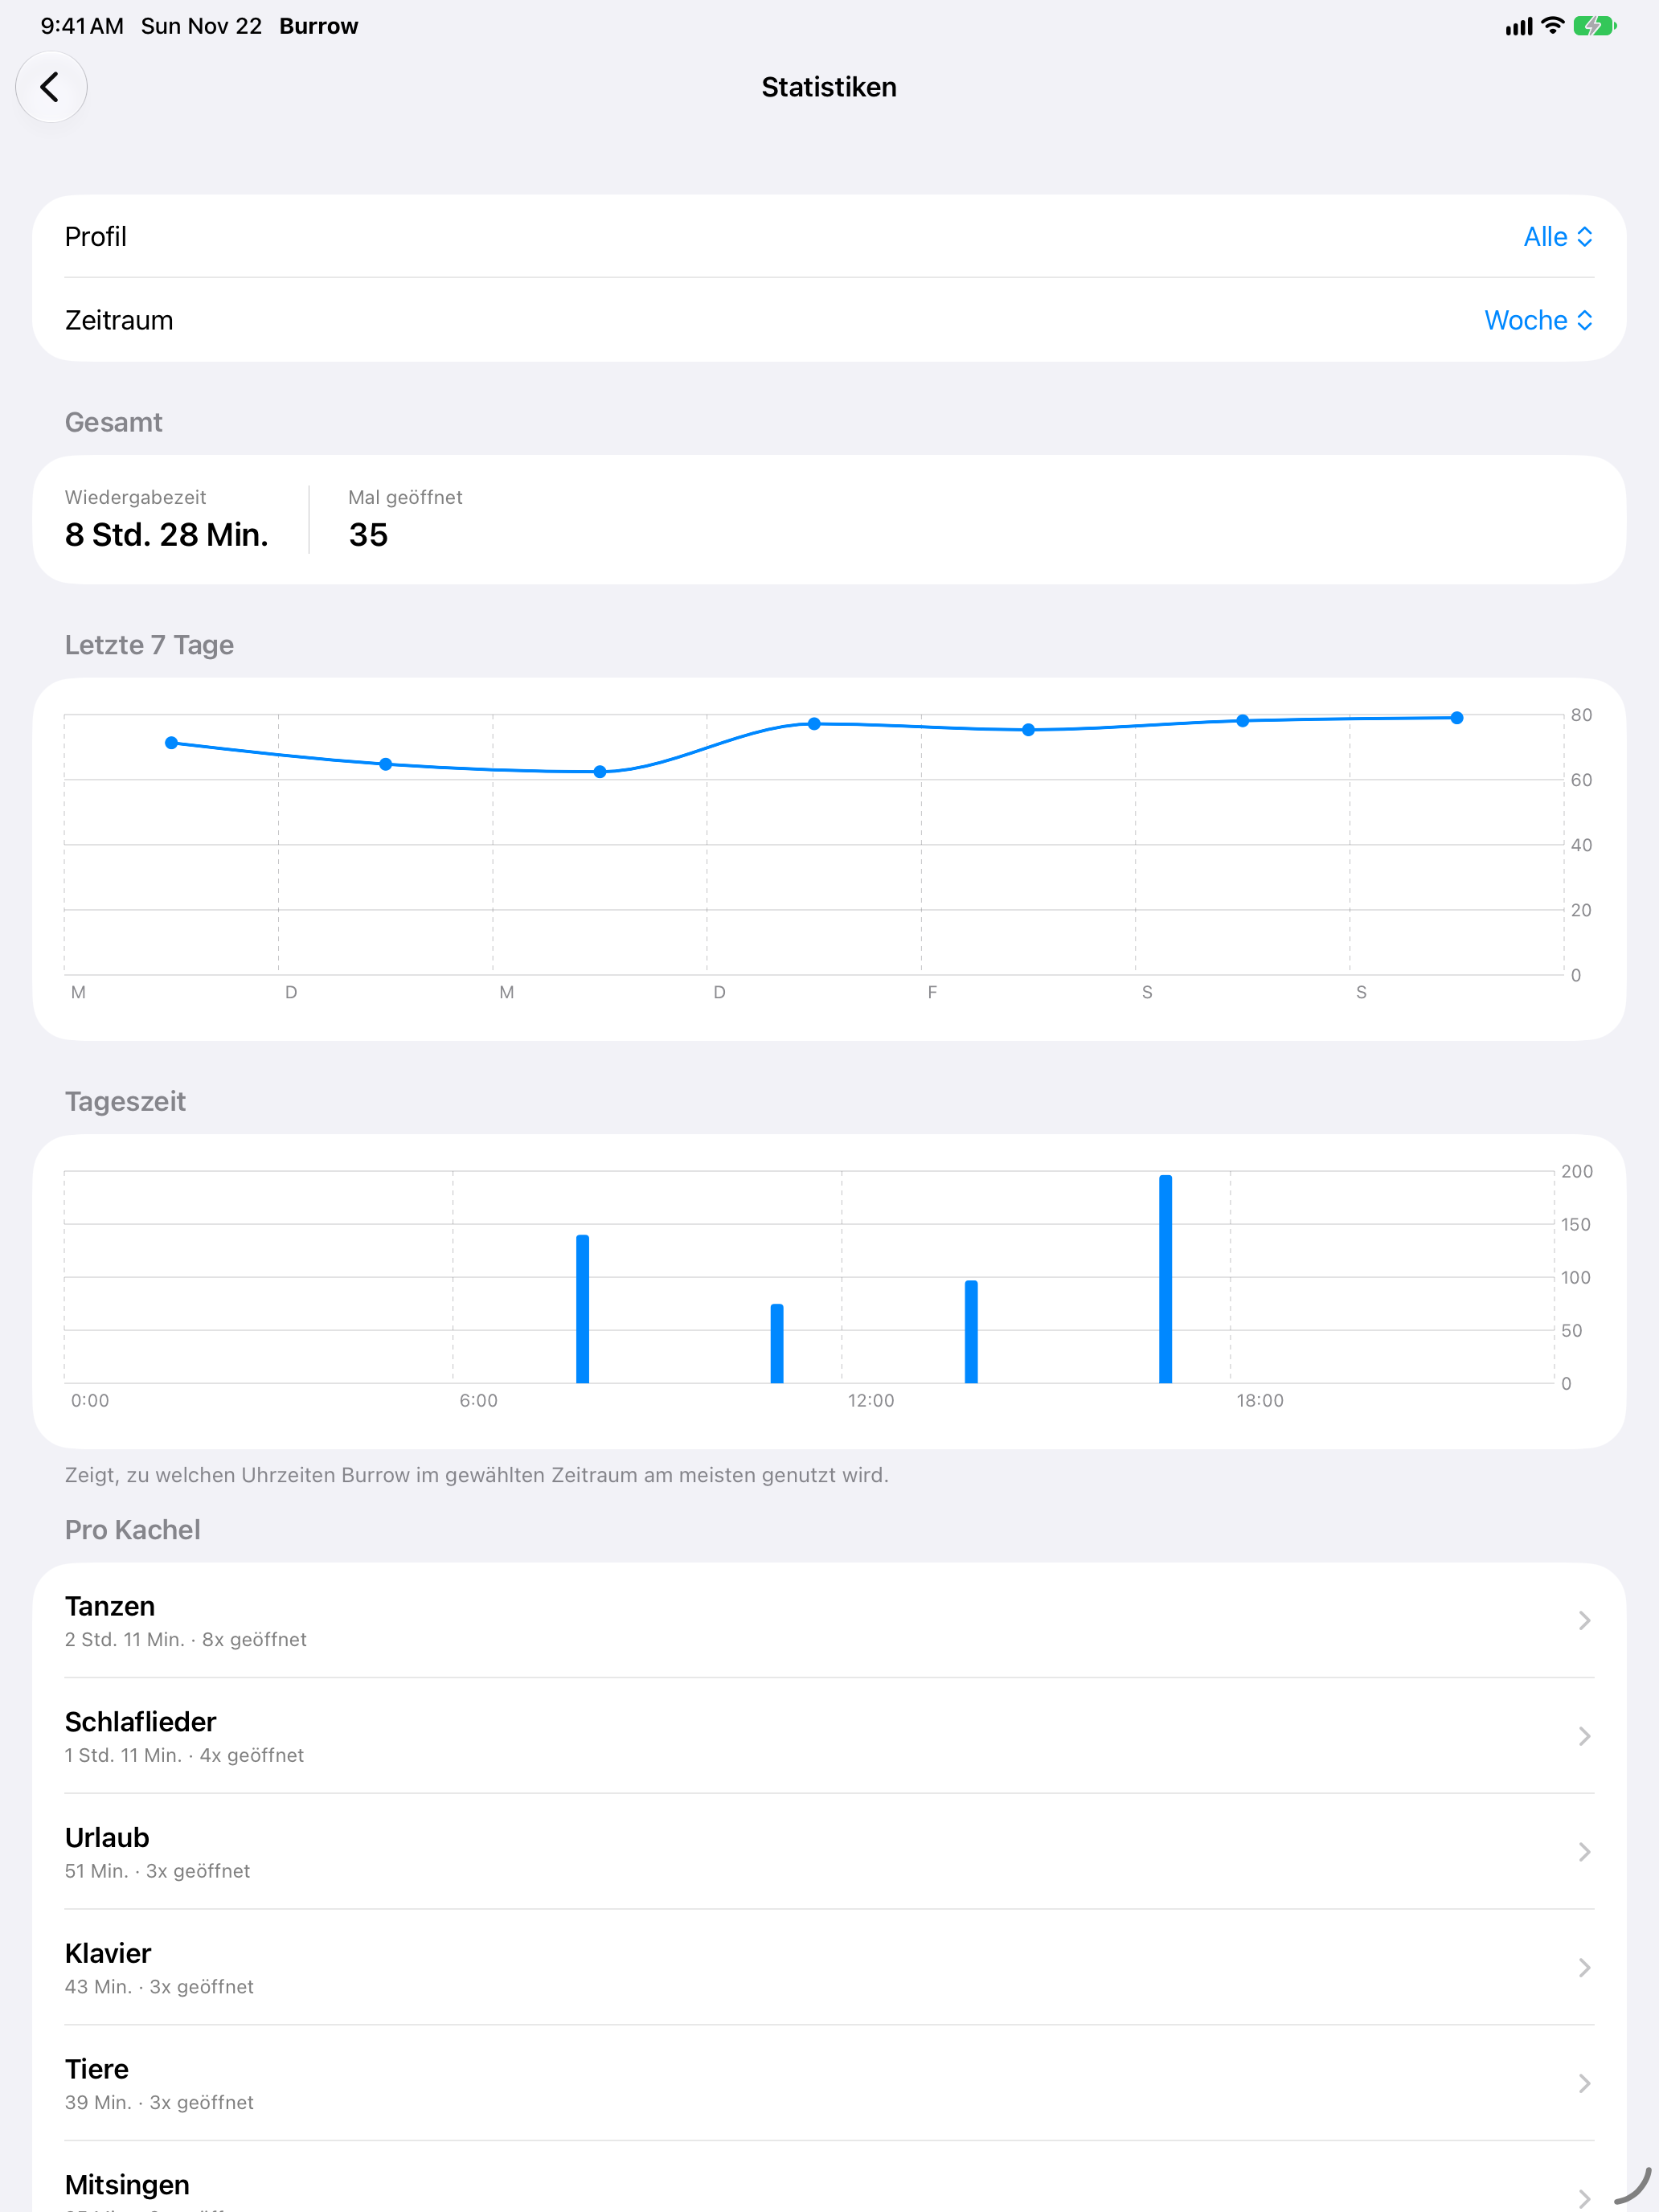 9:41 AM Sun Nov 22 Burrow
Statistiken
Profil Alle
Zeitraum Woche
Gesamt
Wiedergabezeit Mal geöffnet
8 Std. 28 Min. 35
Letzte 7 Tage
80
60
40
20
0
M D M D F S S
Tageszeit
200
150
100
50
0
0:00 6:00 12:00 18:00
Zeigt, zu welchen Uhrzeiten Burrow im gewählten Zeitraum am meisten genutzt wird.
Pro Kachel
Tanzen
2 Std. 11 Min. · 8x geöffnet
Schlaflieder
1 Std. 11 Min. · 4x geöffnet
Urlaub
51 Min. · 3x geöffnet
Klavier
43 Min. · 3x geöffnet
Tiere
39 Min. · 3x geöffnet
Mitsingen